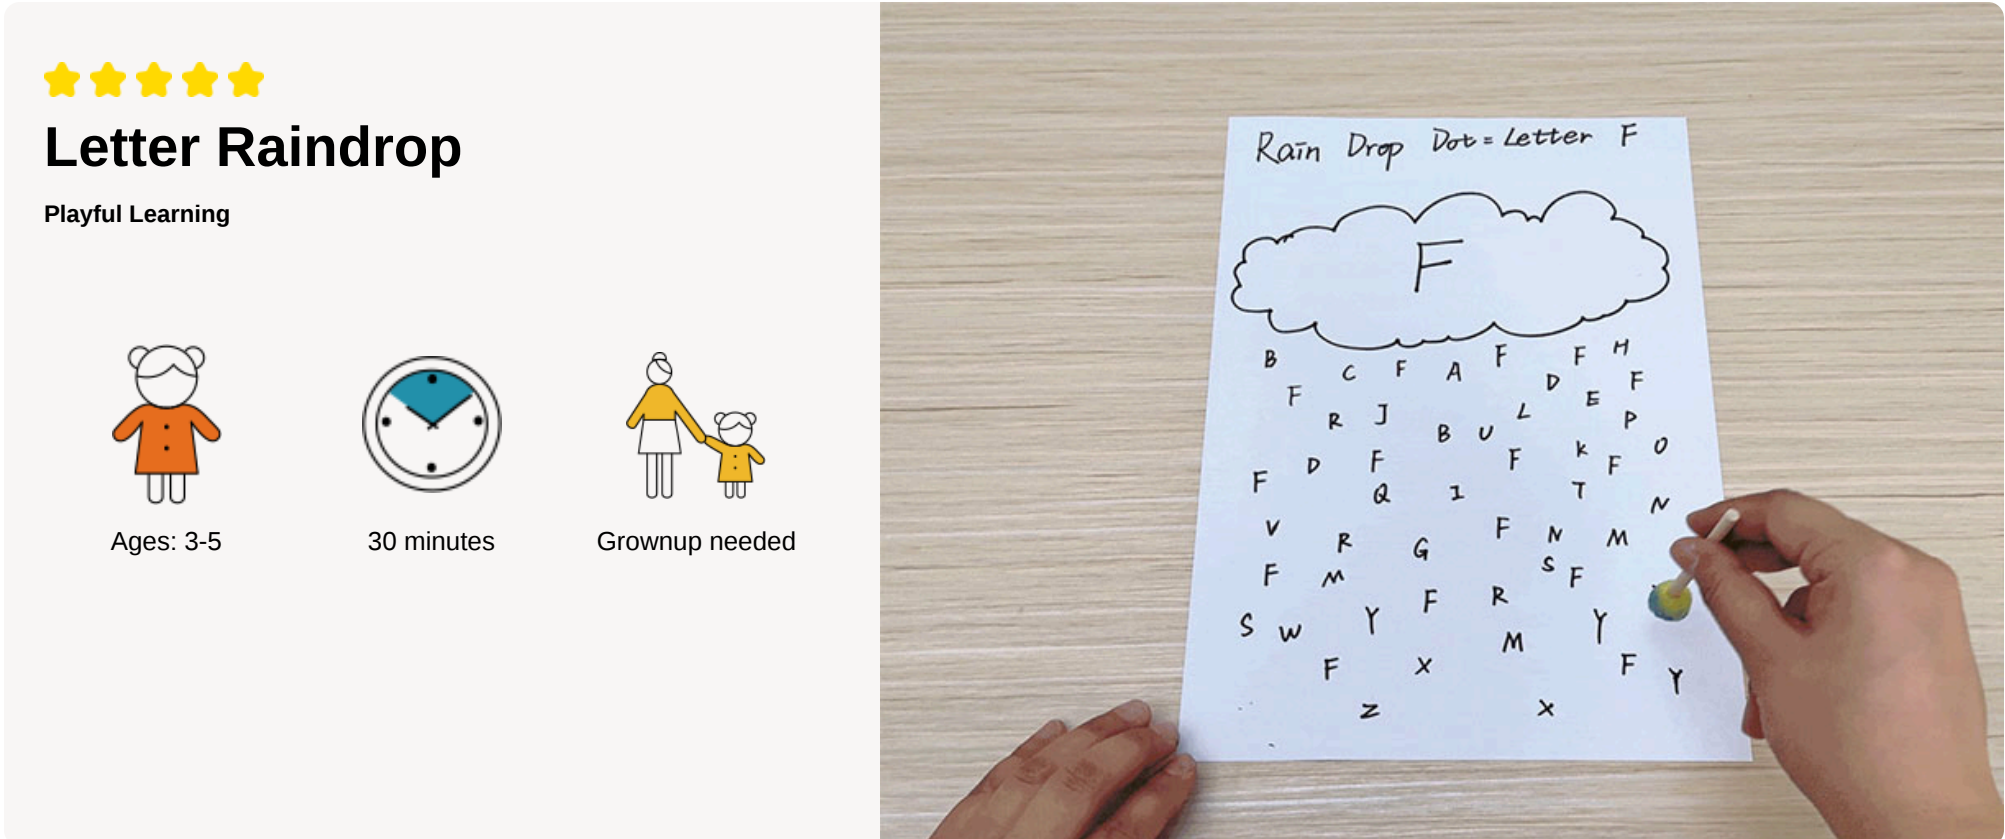 Letter Raindrop
Playful Learning
Ages: 3-5
30 minutes
Grownup needed
Rain Drop Dot = Letter F
F
B C F A F F H
F R J L D E F P
B U K O
D F F F
F Q I T N
V R G F N M
F M S F
S W Y F R M Y
F X F Y
Z X